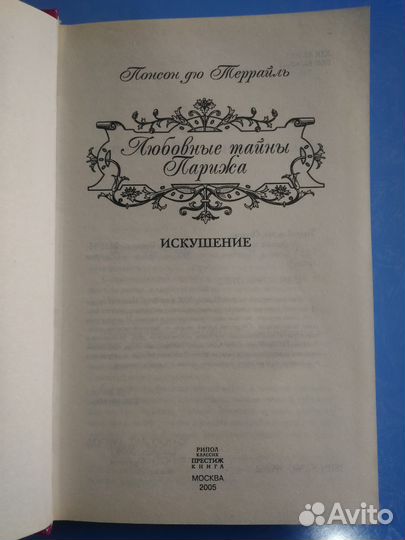 Понсон дю Террайль
Любовные тайны
Парижа
ИСКУШЕНИЕ
РИПОЛ
КЛАССИК
ПРЕСТИЖ
КНИГА
МОСКВА
2005
Avito